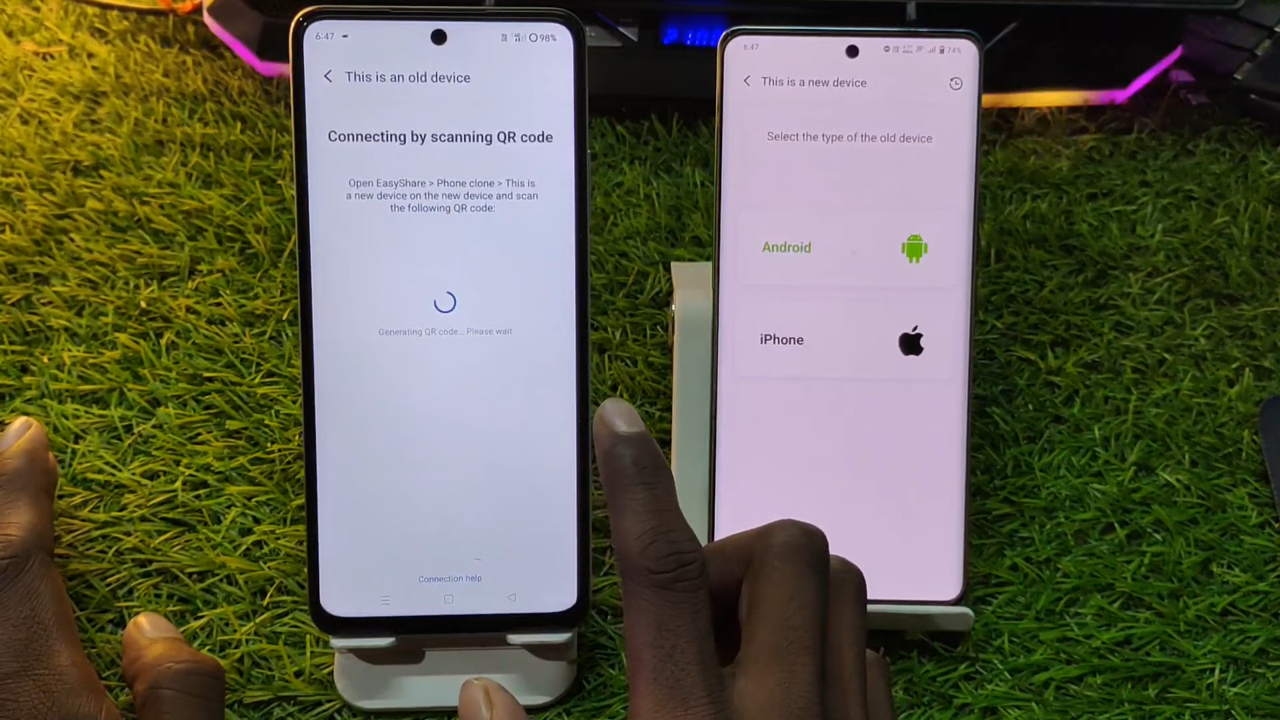 6:47
98%
This is an old device
Connecting by scanning QR code
Open EasyShare > Phone clone > This is
a new device on the new device and scan
the following QR code:
Generating QR code... Please wait
Connection help
6:47
74%
This is a new device
Select the type of the old device
Android
iPhone